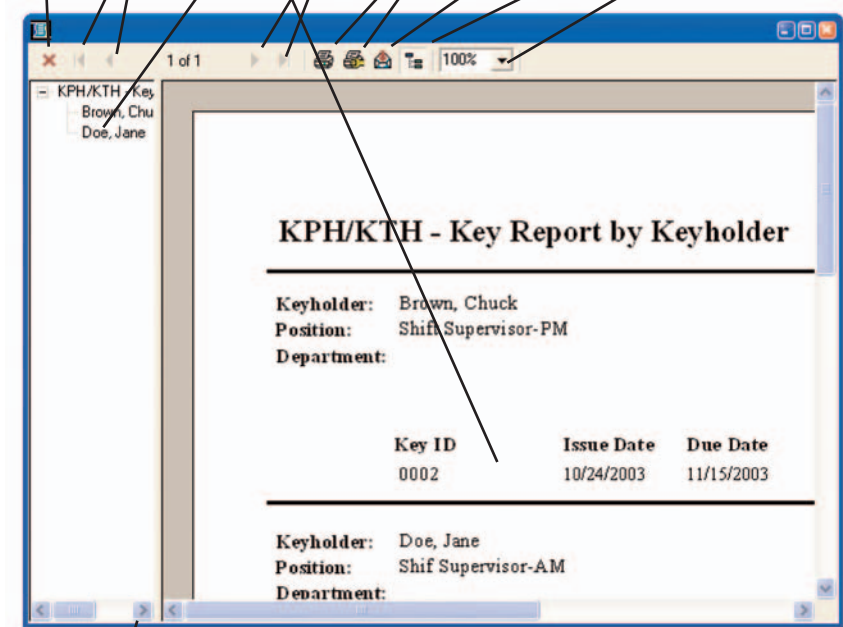 1 of 1
100%
KPH/KTH - Key
Brown, Chu
Doe, Jane
KPH/KTH - Key Report by Keyholder
Keyholder: Brown, Chuck
Position: Shift Supervisor-PM
Department:
Key ID Issue Date Due Date
0002 10/24/2003 11/15/2003
Keyholder: Doe, Jane
Position: Shif Supervisor-AM
Department: